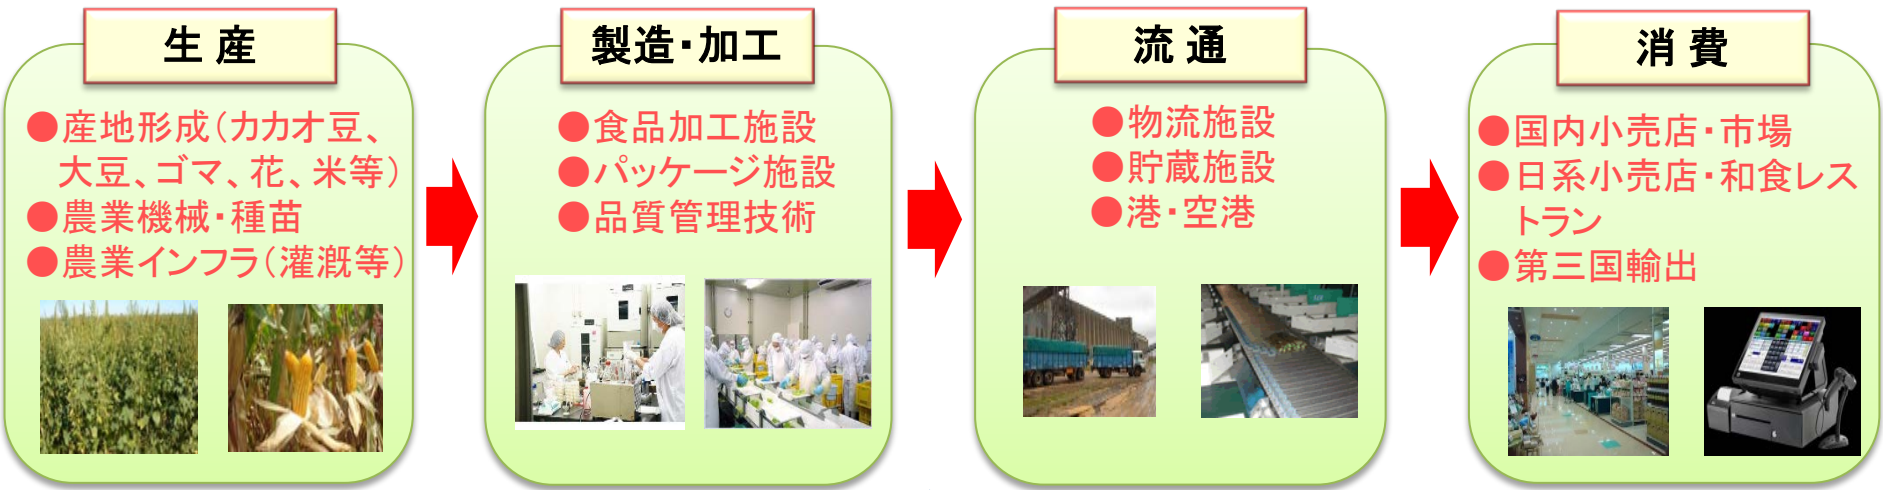 生 産
●産地形成（カカオ豆、
大豆、ゴマ、花、米等）
●農業機械・種苗
●農業インフラ（灌漑等）
製造・加工
●食品加工施設
●パッケージ施設
●品質管理技術
流 通
●物流施設
●貯蔵施設
●港・空港
消 費
●国内小売店・市場
●日系小売店・和食レス
トラン
●第三国輸出